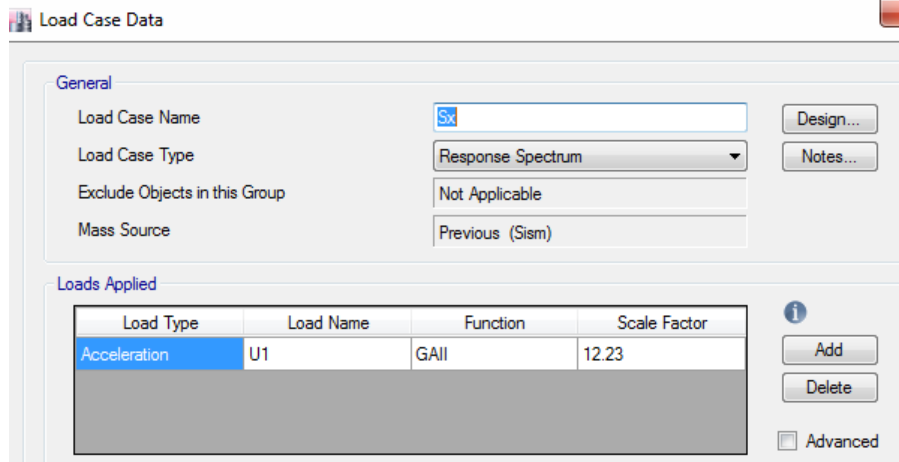 Load Case Data
General
Load Case Name Sx Design...
Load Case Type Response Spectrum Notes...
Exclude Objects in this Group Not Applicable
Mass Source Previous (Sism)
Loads Applied
Load Type Load Name Function Scale Factor
Acceleration U1 GAII 12.23 Add
Delete
Advanced